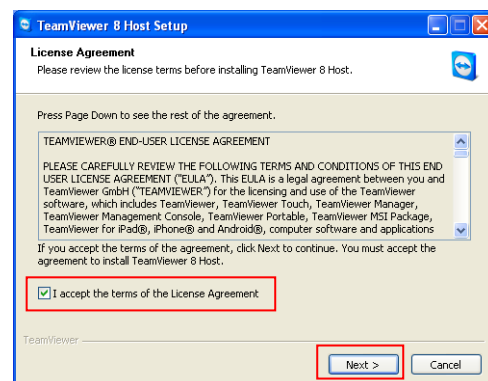 TeamViewer 8 Host Setup
License Agreement
Please review the license terms before installing TeamViewer 8 Host.
Press Page Down to see the rest of the agreement.
TEAMVIEWER® END-USER LICENSE AGREEMENT
PLEASE CAREFULLY REVIEW THE FOLLOWING TERMS AND CONDITIONS OF THIS END
USER LICENSE AGREEMENT ("EULA"). This EULA is a legal agreement between you and
TeamViewer GmbH ("TEAMVIEWER") for the licensing and use of the TeamViewer
software, which includes TeamViewer, TeamViewer Touch, TeamViewer Manager,
TeamViewer Management Console, TeamViewer Portable, TeamViewer MSI Package,
TeamViewer for iPad®, iPhone® and Android®, computer software and applications
If you accept the terms of the agreement, click Next to continue. You must accept the
agreement to install TeamViewer 8 Host.
I accept the terms of the License Agreement
TeamViewer
Next >
Cancel